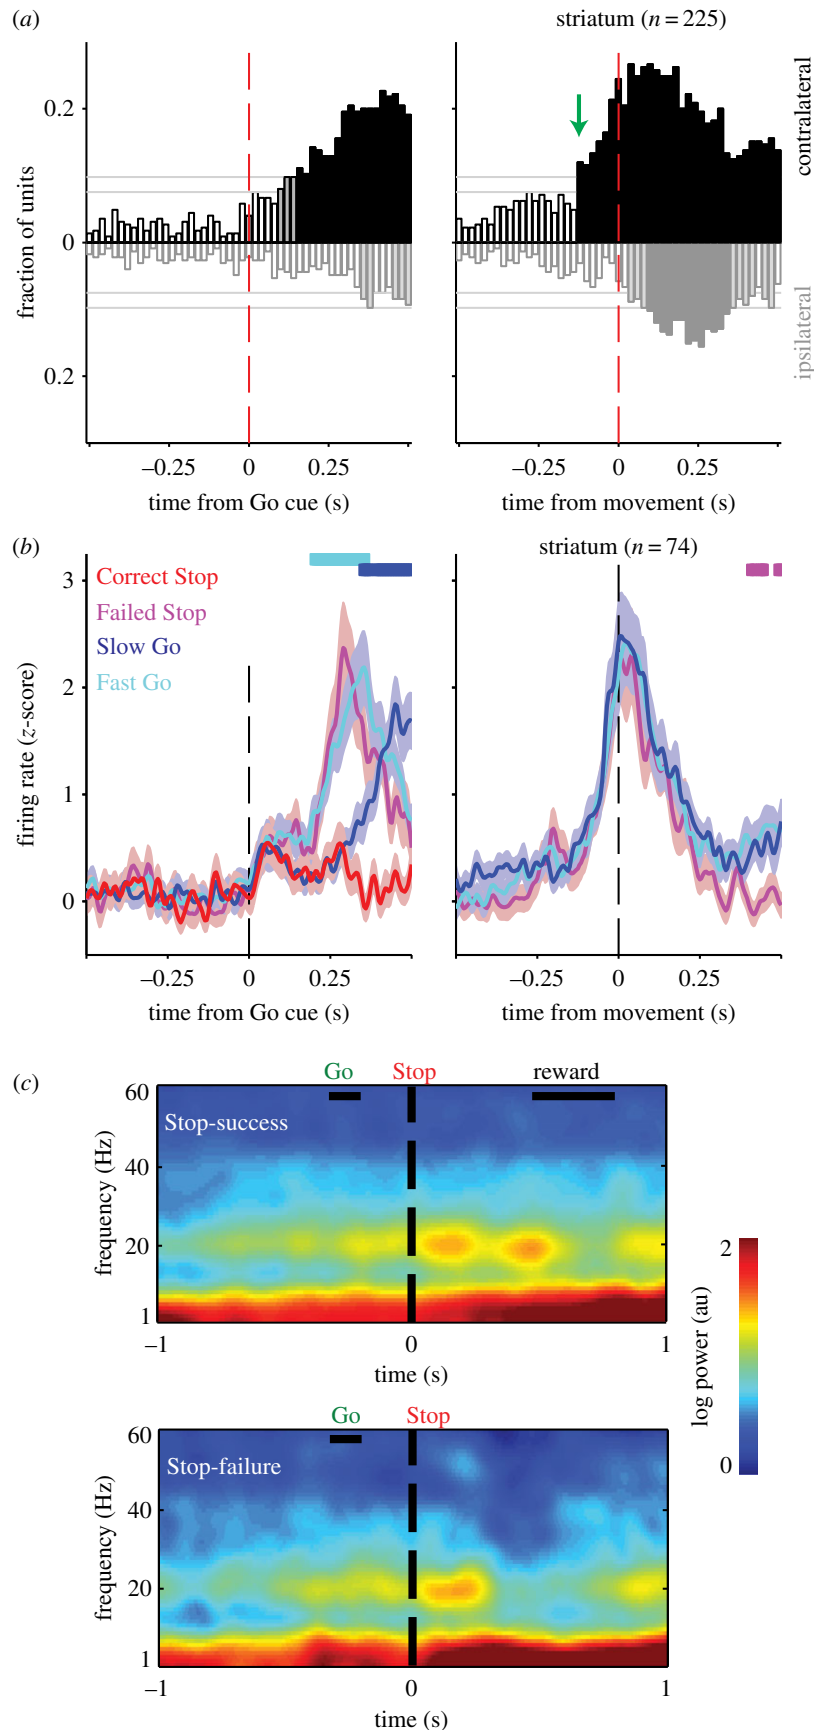 (a)
striatum (n = 225)
0.2
0
0.2
fraction of units
contralateral
ipsilateral
–0.25 0 0.25
–0.25 0 0.25
time from Go cue (s)
time from movement (s)
(b)
striatum (n = 74)
3
2
1
0
firing rate (z-score)
Correct Stop
Failed Stop
Slow Go
Fast Go
–0.25 0 0.25
–0.25 0 0.25
time from Go cue (s)
time from movement (s)
(c)
Go Stop reward
60
40
20
1
frequency (Hz)
Stop-success
–1 0 1
time (s)
2
0
log power (au)
Go Stop
60
40
20
1
frequency (Hz)
Stop-failure
–1 0 1
time (s)